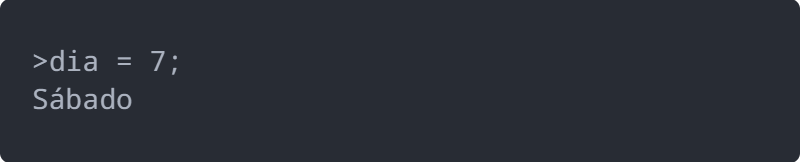 >dia = 7;
Sábado